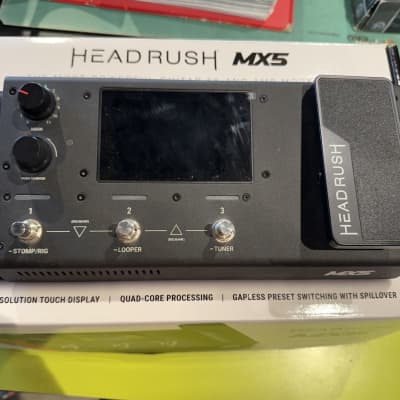 HEADRUSH MX5
1
2
3
-STOMP/RIG
-LOOPER
-TUNER
HEADRUSH
MX5
SOLUTION TOUCH DISPLAY | QUAD-CORE PROCESSING | GAPLESS PRESET SWITCHING WITH SPILLOVER